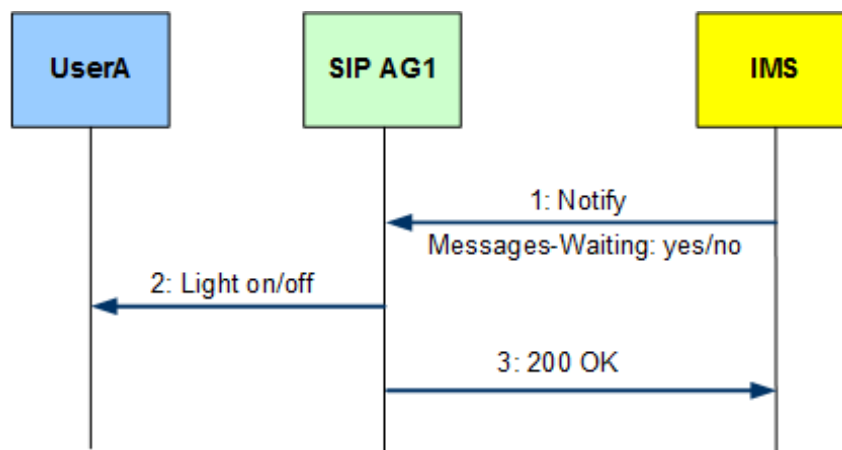 UserA
SIP AG1
IMS
1: Notify
Messages-Waiting: yes/no
2: Light on/off
3: 200 OK